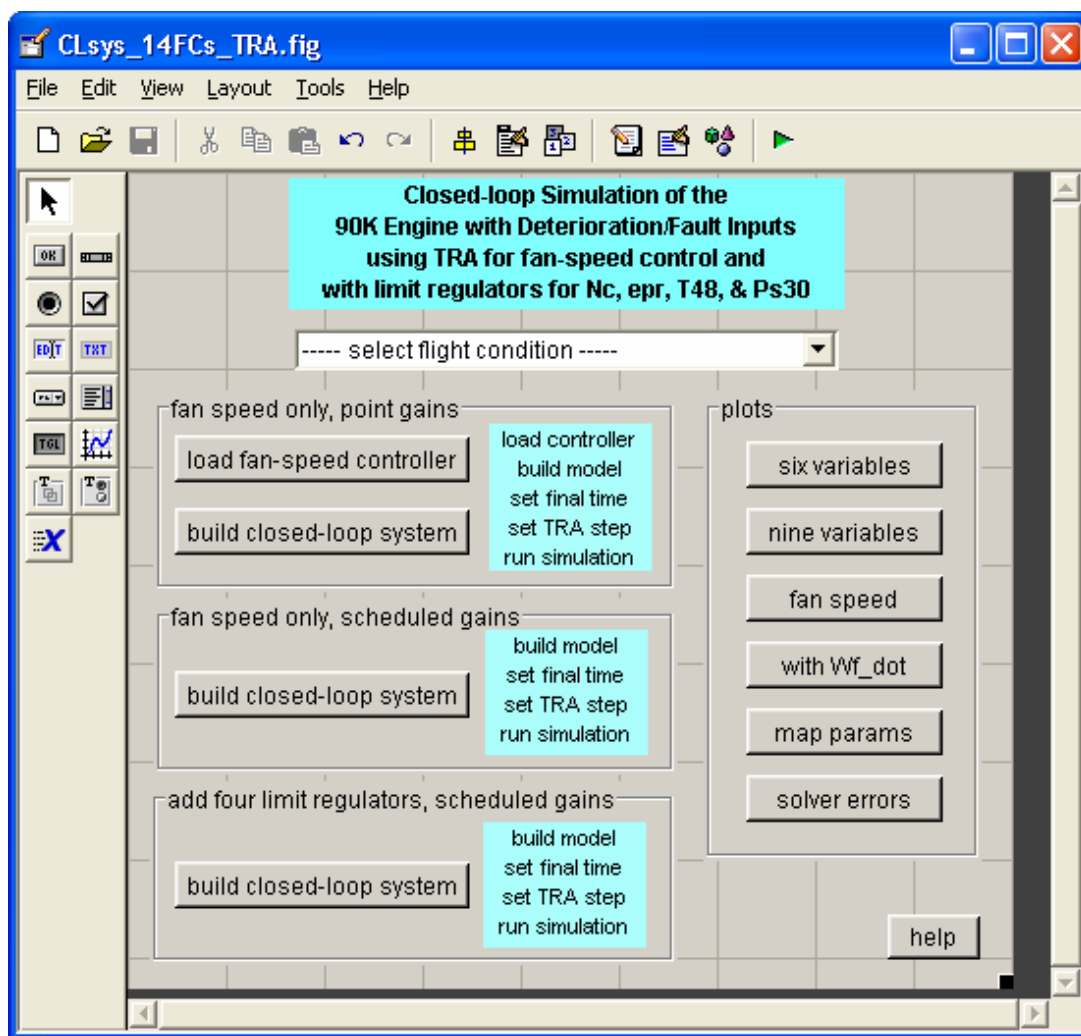 CLsys_14FCs_TRA.fig
File Edit View Layout Tools Help
Closed-loop Simulation of the
90K Engine with Deterioration/Fault Inputs
using TRA for fan-speed control and
with limit regulators for Nc, epr, T48, & Ps30
----- select flight condition -----
OK
EDIT TXT
TGL
fan speed only, point gains
load fan-speed controller
build closed-loop system
load controller
build model
set final time
set TRA step
run simulation
fan speed only, scheduled gains
build closed-loop system
build model
set final time
set TRA step
run simulation
add four limit regulators, scheduled gains
build closed-loop system
build model
set final time
set TRA step
run simulation
plots
six variables
nine variables
fan speed
with Wf_dot
map params
solver errors
help